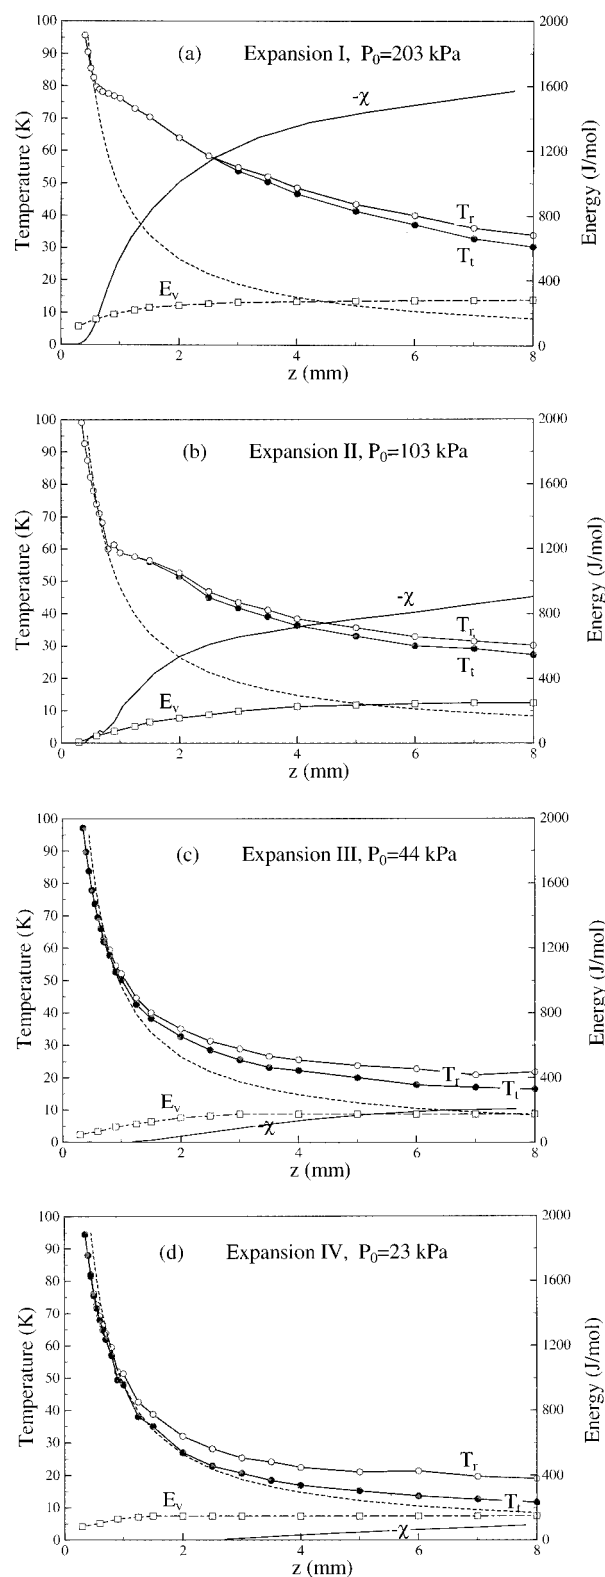 (a) Expansion I, P0=203 kPa
100
90
80
70
60
50
40
30
20
10
0
Temperature (K)
2000
1600
1200
800
400
0
Energy (J/mol)
-χ
Tr
Tt
Ev
0 2 4 6 8
z (mm)
(b) Expansion II, P0=103 kPa
100
90
80
70
60
50
40
30
20
10
0
Temperature (K)
2000
1600
1200
800
400
0
Energy (J/mol)
-χ
Tr
Tt
Ev
0 2 4 6 8
z (mm)
(c) Expansion III, P0=44 kPa
100
90
80
70
60
50
40
30
20
10
0
Temperature (K)
2000
1600
1200
800
400
0
Energy (J/mol)
Tr
Tt
Ev
-χ
0 2 4 6 8
z (mm)
(d) Expansion IV, P0=23 kPa
100
90
80
70
60
50
40
30
20
10
0
Temperature (K)
2000
1600
1200
800
400
0
Energy (J/mol)
Tr
Tt
Ev
χ
0 2 4 6 8
z (mm)